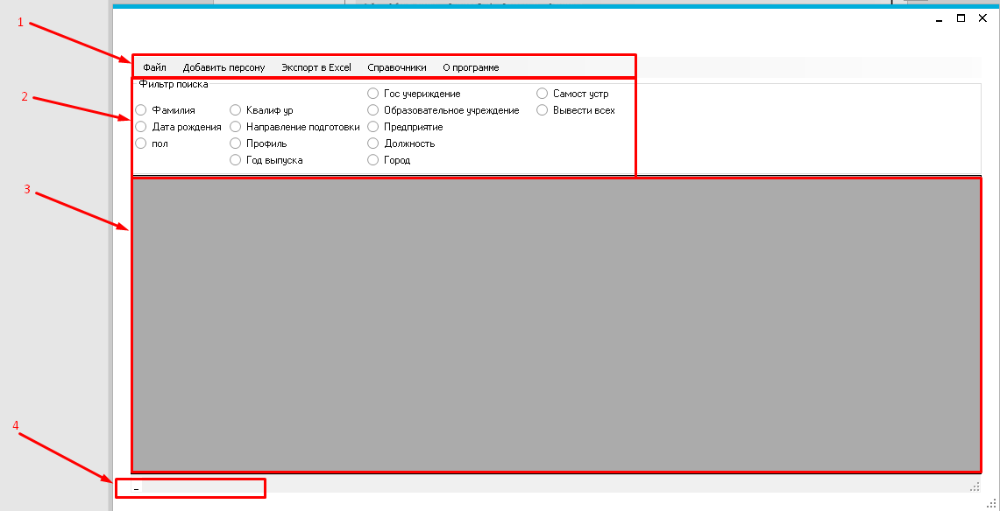 1
Файл Добавить персону Экспорт в Excel Справочники О программе
2
Фильтр поиска
Гос учериждение Самост устр
Фамилия Квалиф ур Образовательное учреждение Вывести всех
Дата рождения Направление подготовки Предприятие
пол Профиль Должность
Год выпуска Город
3
4